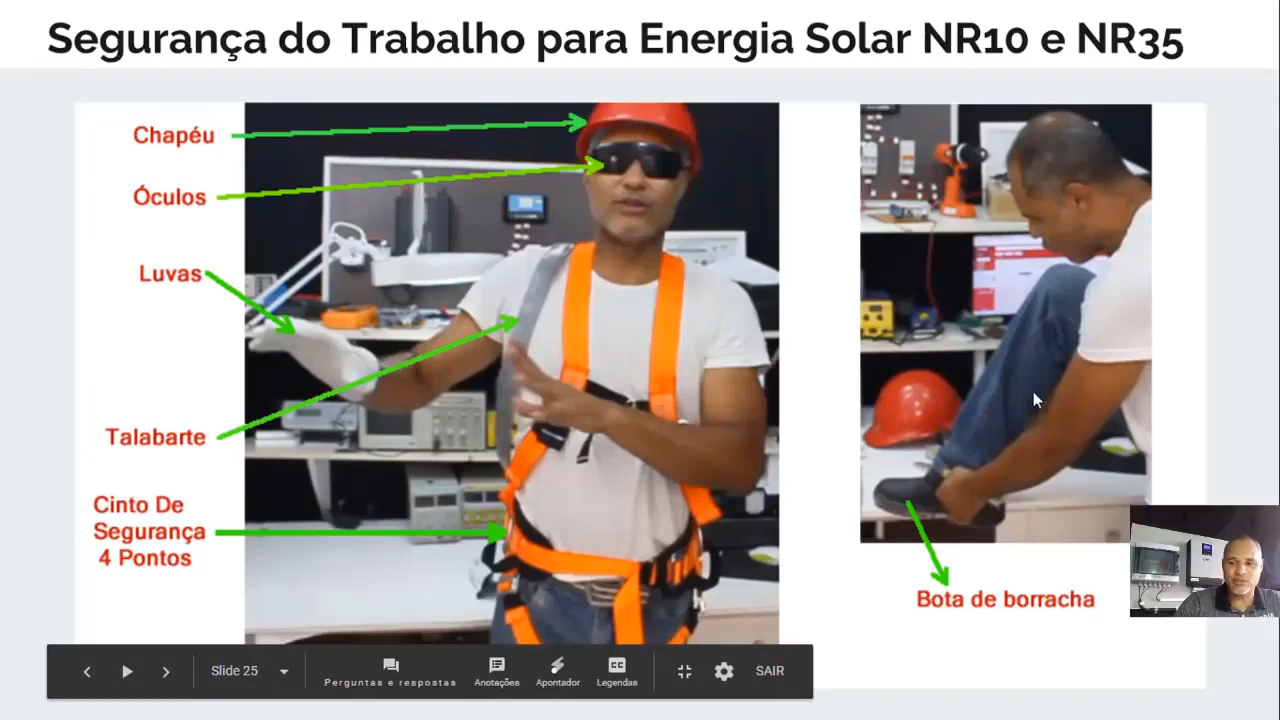 Segurança do Trabalho para Energia Solar NR10 e NR35
Chapéu
Óculos
Luvas
Talabarte
Cinto De
Segurança
4 Pontos
Bota de borracha
Slide 25
Perguntas e respostas
Anotações
Apontador
CC
Legendas
SAIR